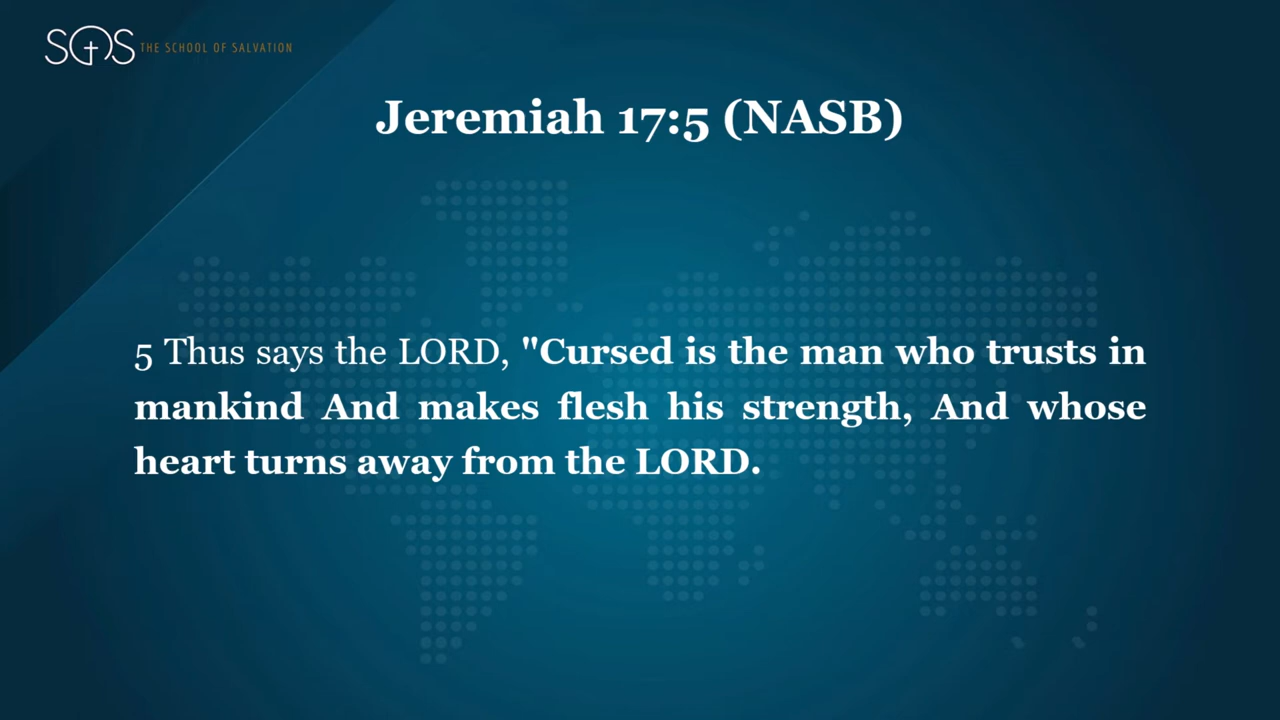 SOS THE SCHOOL OF SALVATION
Jeremiah 17:5 (NASB)
5 Thus says the LORD, "Cursed is the man who trusts in
mankind And makes flesh his strength, And whose
heart turns away from the LORD.